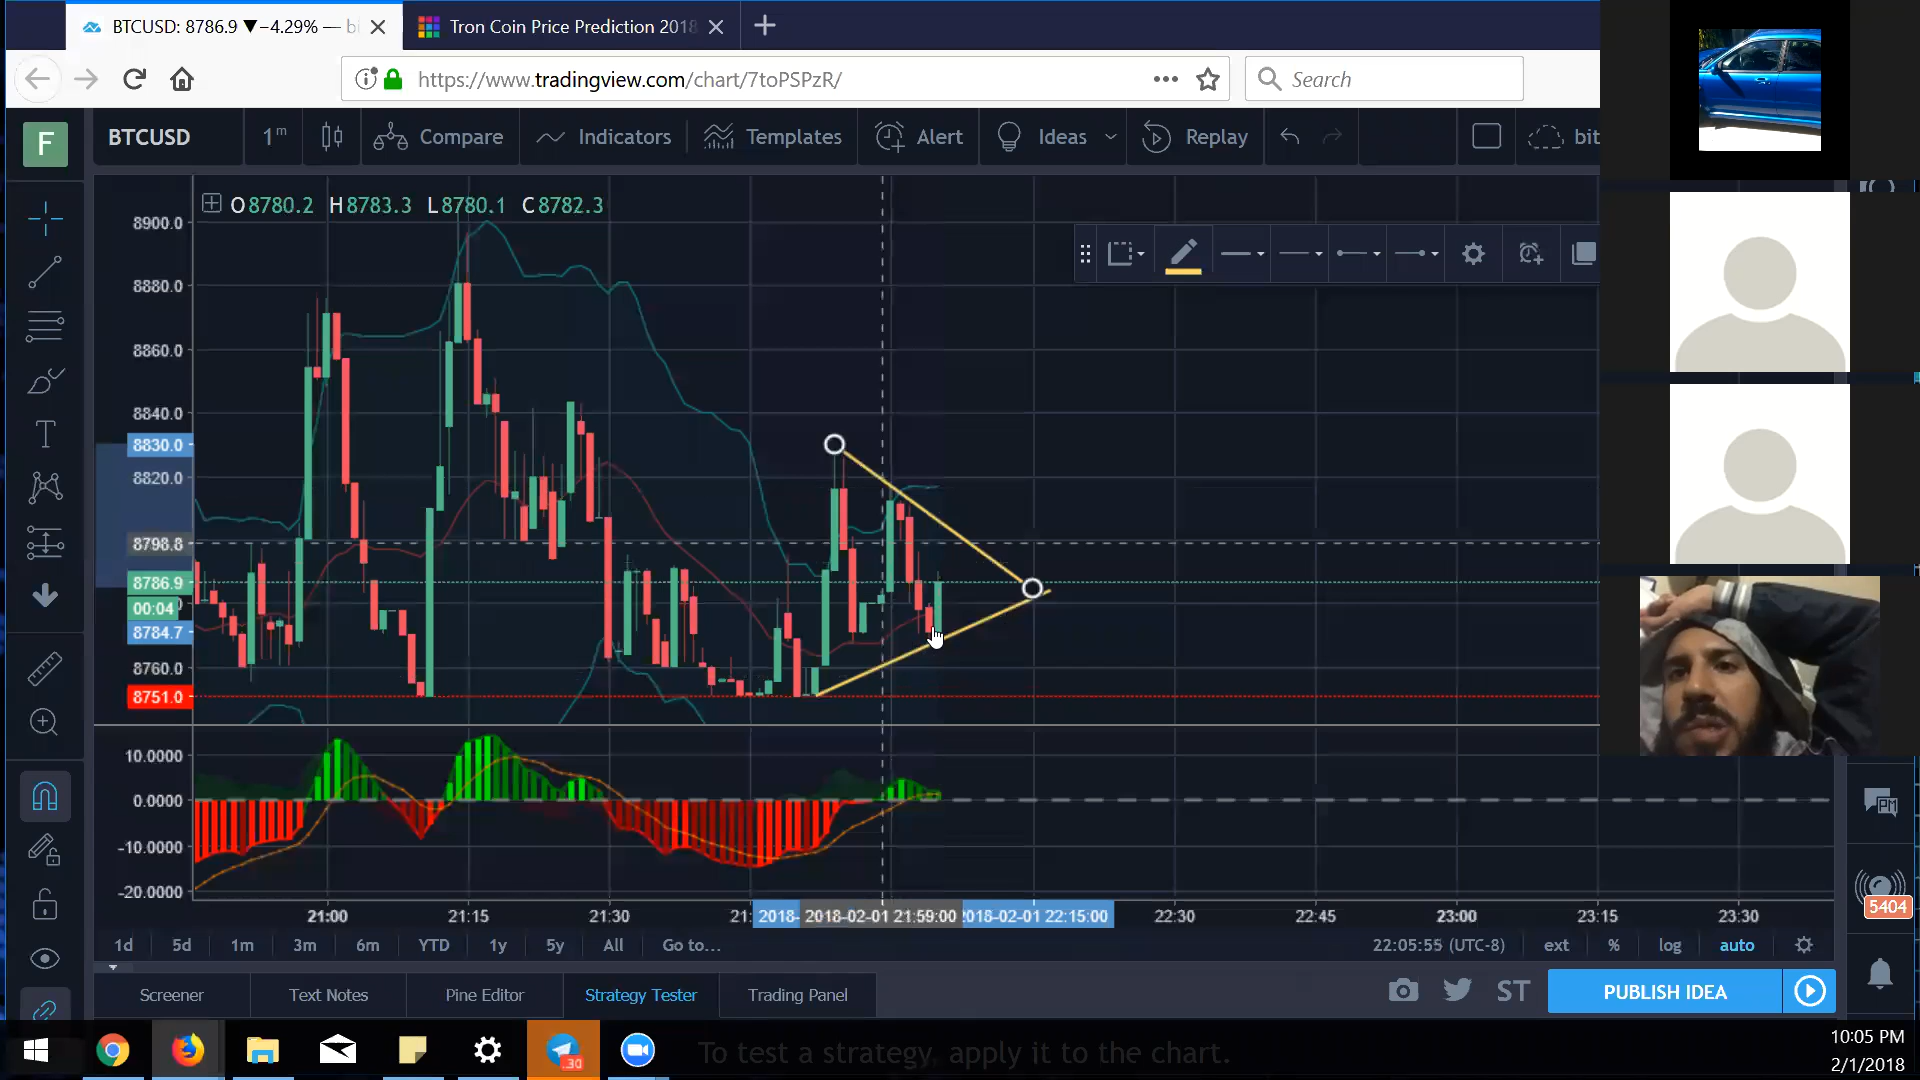 BTCUSD: 8786.9 ▼−4.29% — b
Tron Coin Price Prediction 2018
https://www.tradingview.com/chart/7toPSPzR/
Search
F
BTCUSD
1m
Compare
Indicators
Templates
Alert
Ideas
Replay
bit
O8780.2 H8783.3 L8780.1 C8782.3
8900.0
8880.0
8860.0
8840.0
8830.0
8820.0
8798.8
8786.9
00:04
8784.7
8760.0
8751.0
10.0000
0.0000
-10.0000
-20.0000
21:00
21:15
21:30
21:
2018-
2018-02-01 21:59:00
2018-02-01 22:15:00
22:30
22:45
23:00
23:15
23:30
1d 5d 1m 3m 6m YTD 1y 5y All Go to...
22:05:55 (UTC-8) ext % log auto
Screener
Text Notes
Pine Editor
Strategy Tester
Trading Panel
ST
PUBLISH IDEA
PM
5404
30
To test a strategy, apply it to the chart.
10:05 PM
2/1/2018